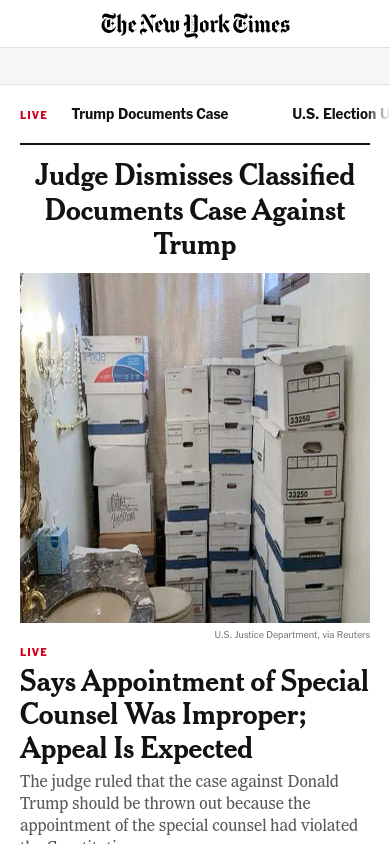 The New York Times
LIVE
Trump Documents Case
U.S. Election U
Judge Dismisses Classified
Documents Case Against
Trump
Pride
33250
33250
U.S. Justice Department, via Reuters
LIVE
Says Appointment of Special
Counsel Was Improper;
Appeal Is Expected
The judge ruled that the case against Donald
Trump should be thrown out because the
appointment of the special counsel had violated